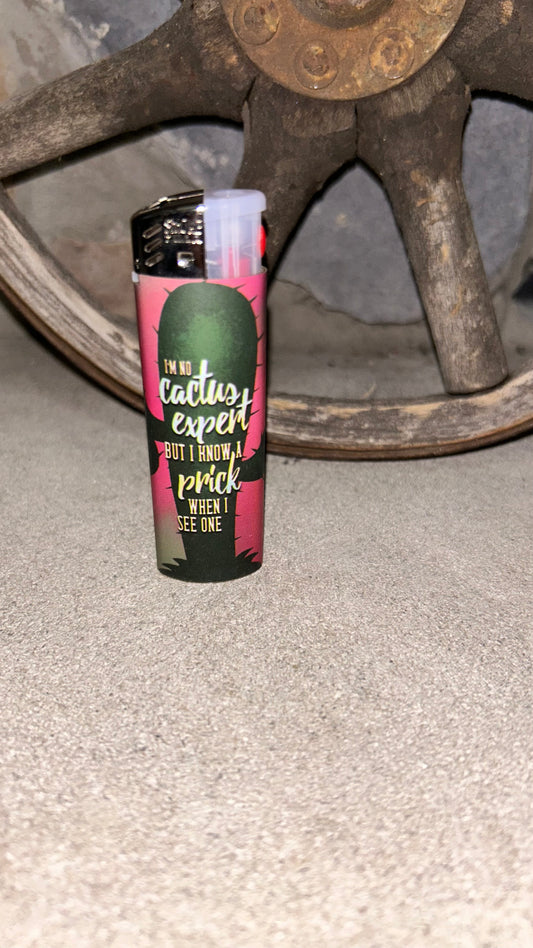 I'M NO
cactus
expert
BUT I KNOW A
prick
WHEN I
SEE ONE